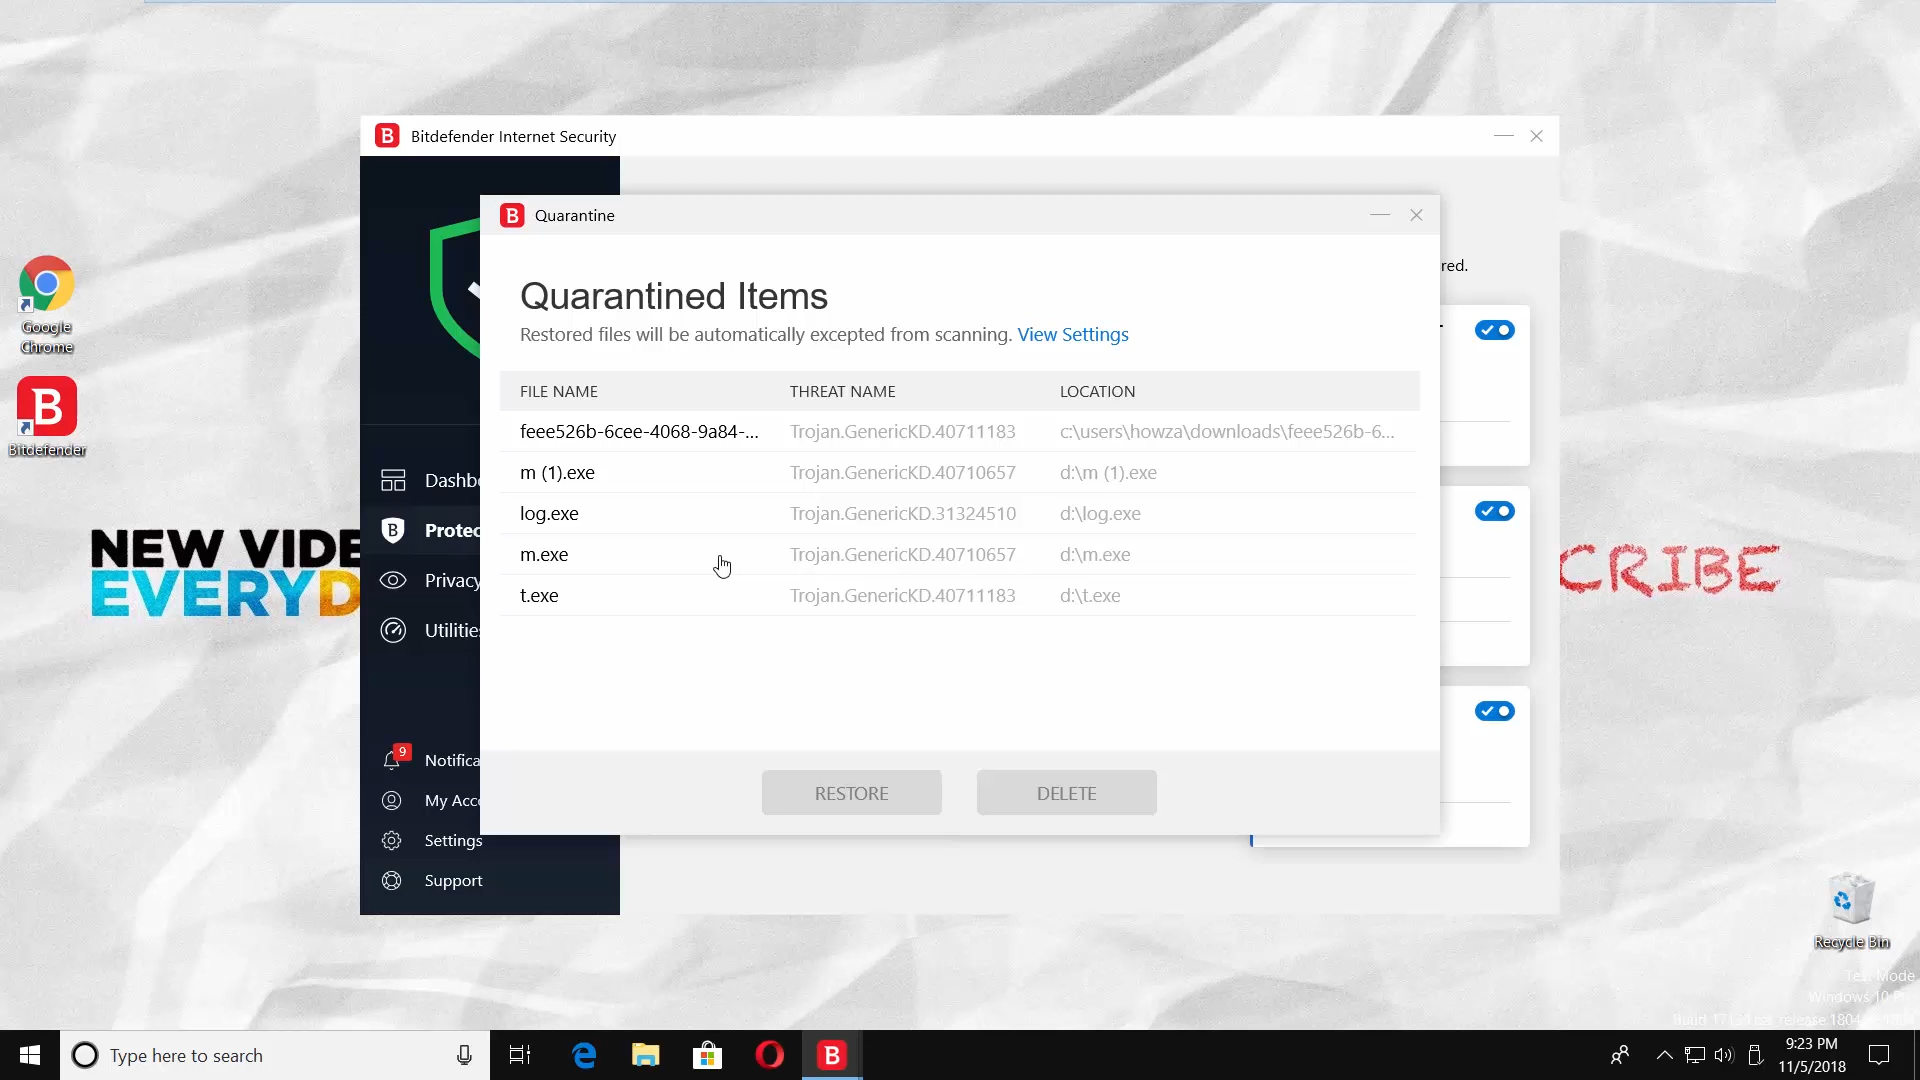 Bitdefender Internet Security
Quarantine
red.
Quarantined Items
Restored files will be automatically excepted from scanning. View Settings
FILE NAME THREAT NAME LOCATION
feee526b-6cee-4068-9a84-... Trojan.GenericKD.40711183 c:\users\howza\downloads\feee526b-6...
m (1).exe Trojan.GenericKD.40710657 d:\m (1).exe
log.exe Trojan.GenericKD.31324510 d:\log.exe
m.exe Trojan.GenericKD.40710657 d:\m.exe
t.exe Trojan.GenericKD.40711183 d:\t.exe
RESTORE DELETE
Google
Chrome
Bitdefender
Dashb
Protec
Privacy
Utilitie
9
Notifica
My Acc
Settings
Support
NEW VIDE
EVERYD
CRIBE
Recycle Bin
Test Mode
Windows 10
Type here to search
9:23 PM
11/5/2018